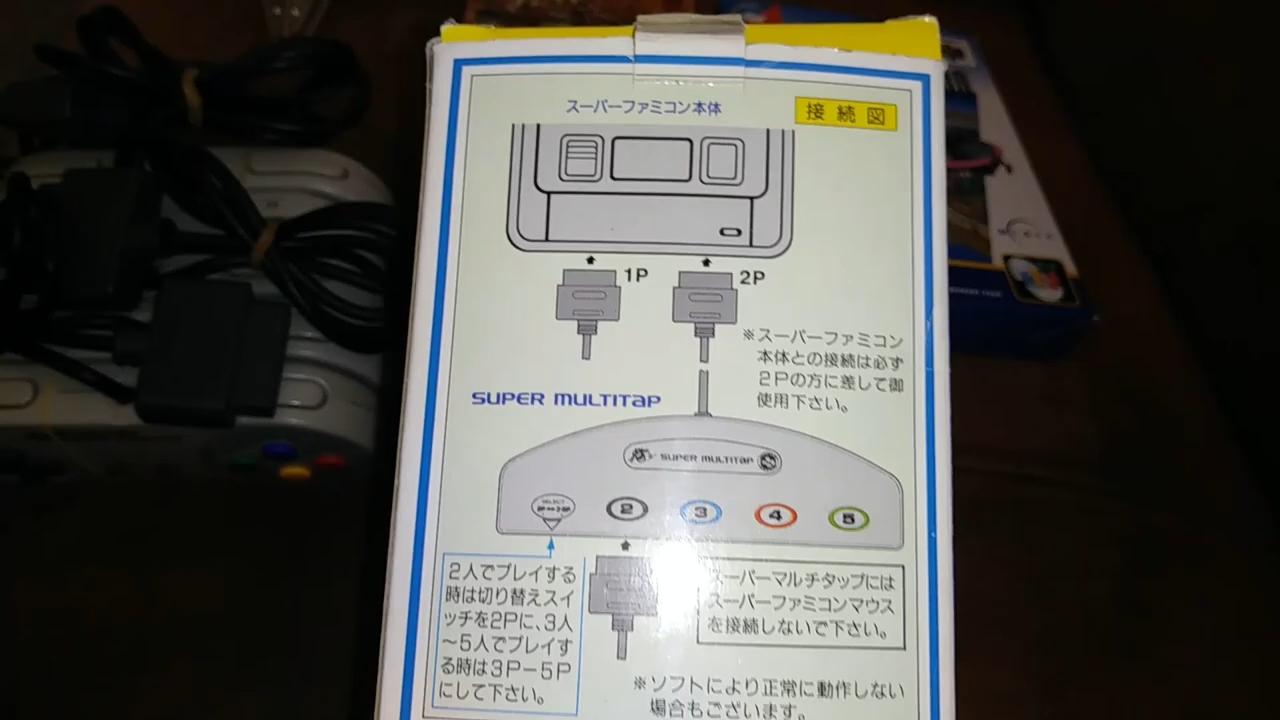 スーパーファミコン本体
接続図
1P
2P
※スーパーファミコン
本体との接続は必ず
2Pの方に差して御
使用下さい。
SUPER MULTITAP
SUPER MULTITAP
SELECT
2
3
4
5
2人でプレイする
時は切り替えスイ
ッチを2Pに、3人
〜5人でプレイす
る時は3P-5P
にして下さい。
スーパーマルチタップには
スーパーファミコンマウス
を接続しないで下さい。
※ソフトにより正常に動作しない
場合もございます。